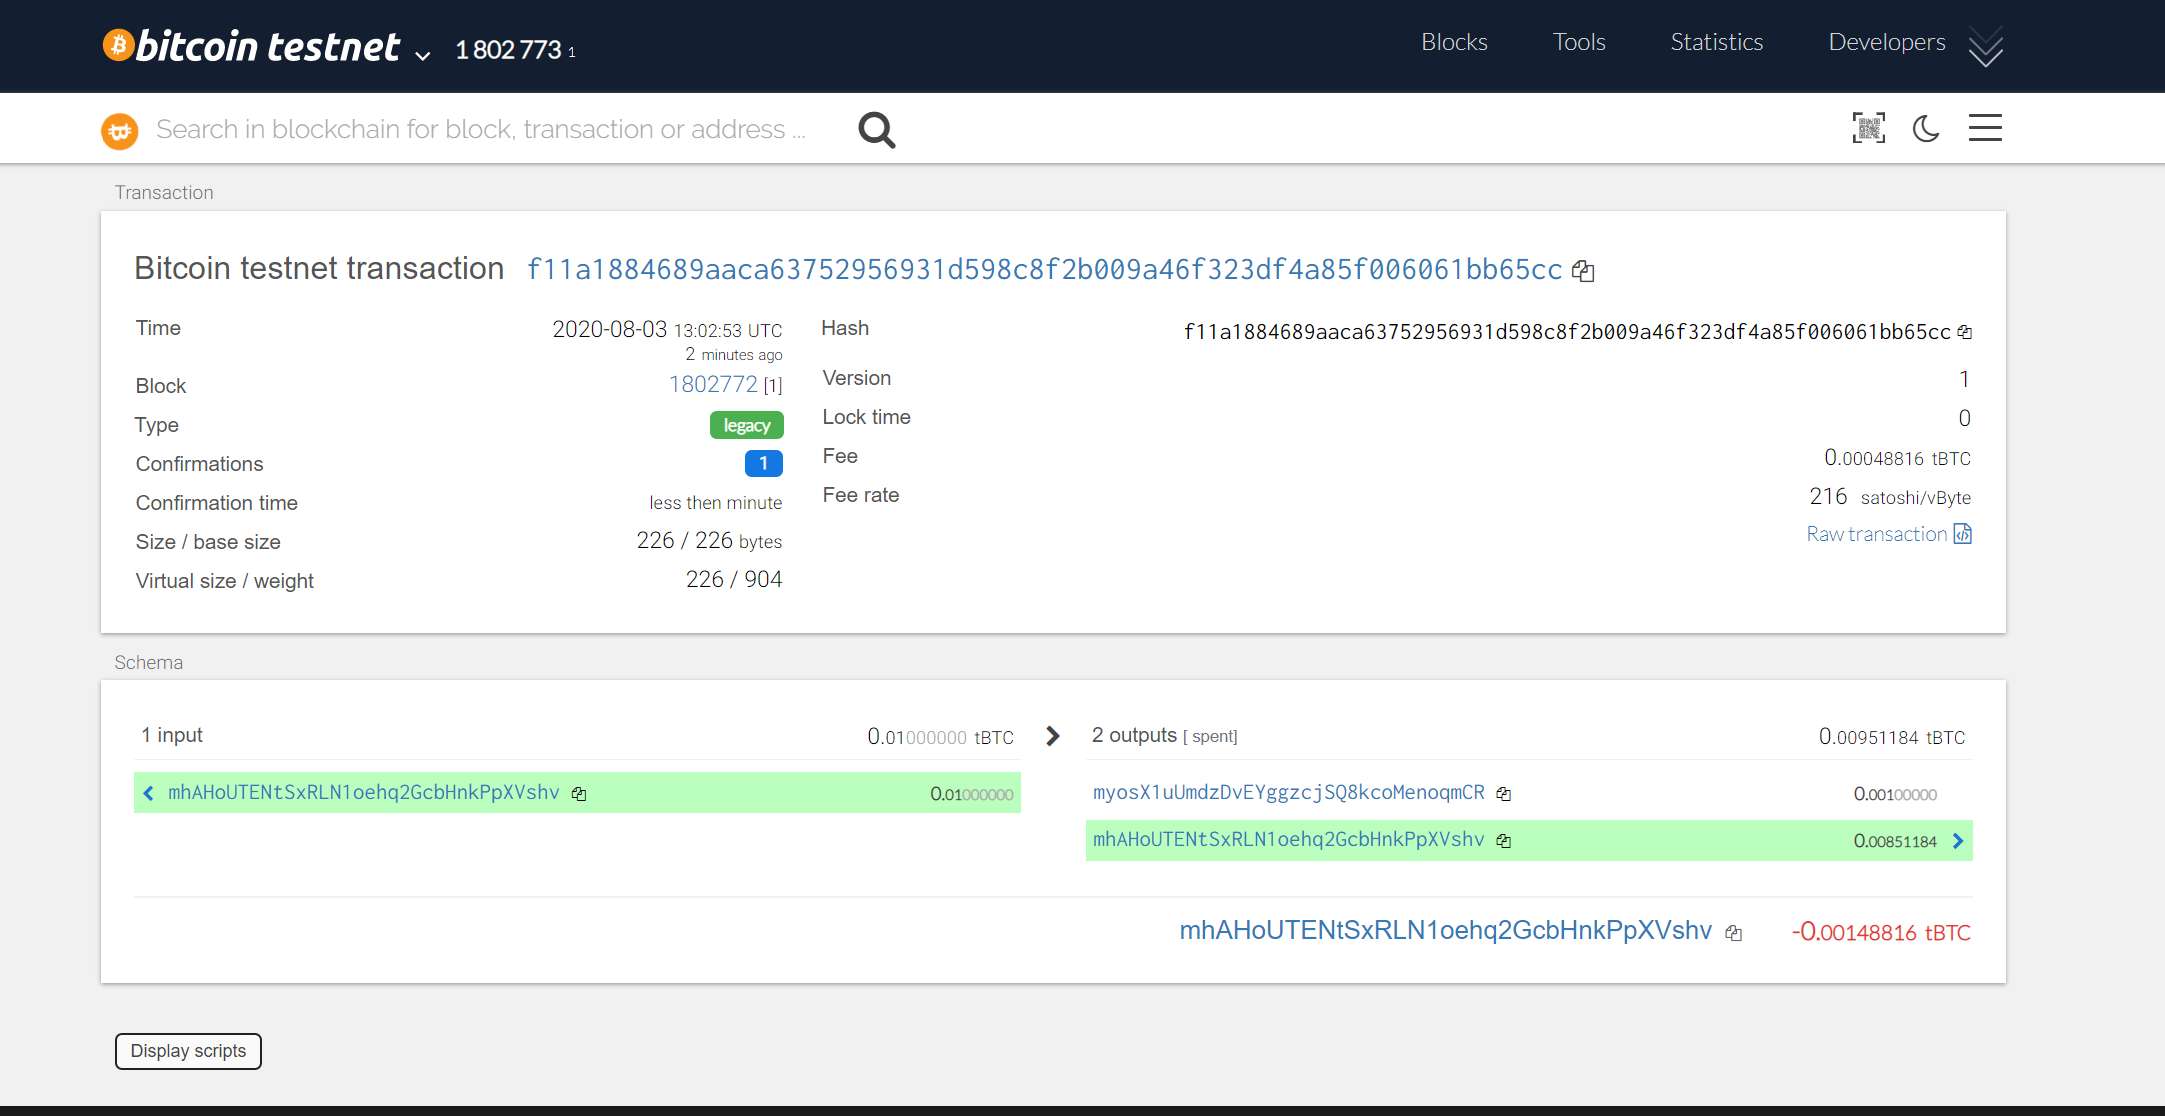 bitcoin testnet 1 802 773 1 Blocks Tools Statistics Developers
Search in blockchain for block, transaction or address ...
Transaction
Bitcoin testnet transaction f11a1884689aaca63752956931d598c8f2b009a46f323df4a85f006061bb65cc
Time 2020-08-03 13:02:53 UTC
2 minutes ago
Block 1802772 [1]
Type legacy
Confirmations 1
Confirmation time less then minute
Size / base size 226 / 226 bytes
Virtual size / weight 226 / 904
Hash f11a1884689aaca63752956931d598c8f2b009a46f323df4a85f006061bb65cc
Version 1
Lock time 0
Fee 0.00048816 tBTC
Fee rate 216 satoshi/vByte
Raw transaction
Schema
1 input 0.01000000 tBTC
mhAHoUTENtSxRLN1oehq2GcbHnkPpXVshv 0.01000000
2 outputs [ spent] 0.00951184 tBTC
myosX1uUmdzDvEYggzcjSQ8kcoMenoqmCR 0.00100000
mhAHoUTENtSxRLN1oehq2GcbHnkPpXVshv 0.00851184
mhAHoUTENtSxRLN1oehq2GcbHnkPpXVshv -0.00148816 tBTC
Display scripts